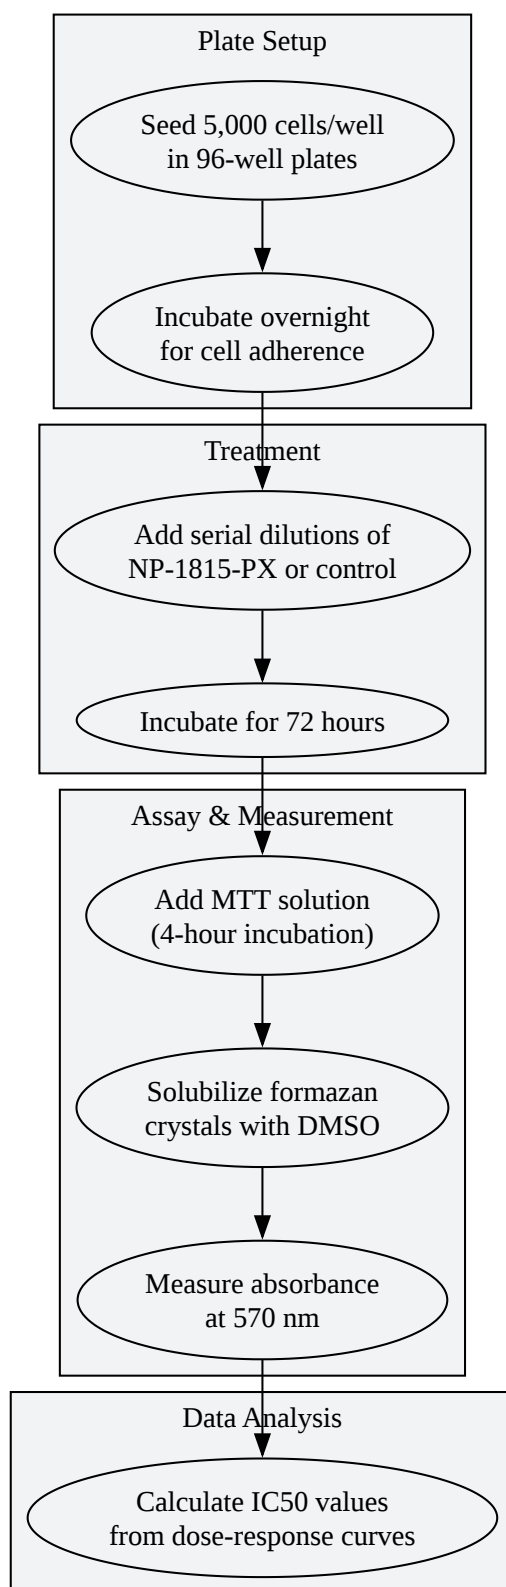 Plate Setup
Seed 5,000 cells/well
in 96-well plates
Incubate overnight
for cell adherence
Treatment
Add serial dilutions of
NP-1815-PX or control
Incubate for 72 hours
Assay & Measurement
Add MTT solution
(4-hour incubation)
Solubilize formazan
crystals with DMSO
Measure absorbance
at 570 nm
Data Analysis
Calculate IC50 values
from dose-response curves